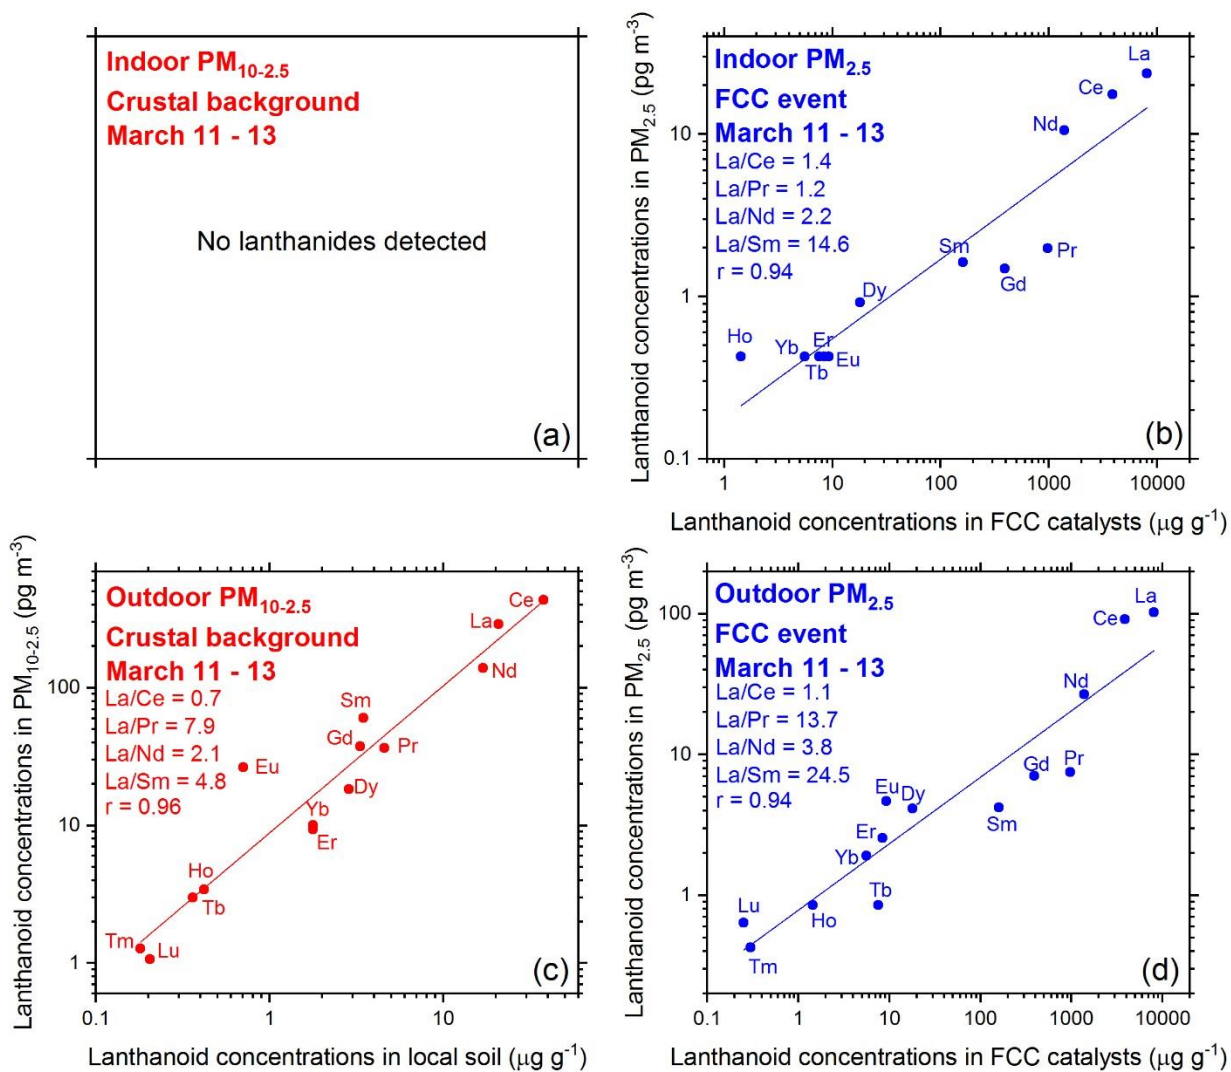 Indoor PM10-2.5
Crustal background
March 11 - 13
No lanthanides detected
(a)
Lanthanoid concentrations in PM2.5 (pg m-3)
10
1
0.1
Indoor PM2.5
FCC event
March 11 - 13
La/Ce = 1.4
La/Pr = 1.2
La/Nd = 2.2
La/Sm = 14.6
r = 0.94
La
Ce
Nd
Sm
Pr
Gd
Dy
Ho
Yb
Er
Tb
Eu
(b)
1
10
100
1000
10000
Lanthanoid concentrations in FCC catalysts (μg g-1)
Lanthanoid concentrations in PM10-2.5 (pg m-3)
100
10
1
Outdoor PM10-2.5
Crustal background
March 11 - 13
La/Ce = 0.7
La/Pr = 7.9
La/Nd = 2.1
La/Sm = 4.8
r = 0.96
Ce
La
Nd
Sm
Gd
Pr
Eu
Dy
Yb
Er
Ho
Tb
Tm
Lu
(c)
0.1
1
10
Lanthanoid concentrations in local soil (μg g-1)
Lanthanoid concentrations in PM2.5 (pg m-3)
100
10
1
Outdoor PM2.5
FCC event
March 11 - 13
La/Ce = 1.1
La/Pr = 13.7
La/Nd = 3.8
La/Sm = 24.5
r = 0.94
La
Ce
Nd
Gd
Pr
Eu
Dy
Sm
Er
Yb
Tb
Lu
Ho
Tm
(d)
0.1
1
10
100
1000
10000
Lanthanoid concentrations in FCC catalysts (μg g-1)